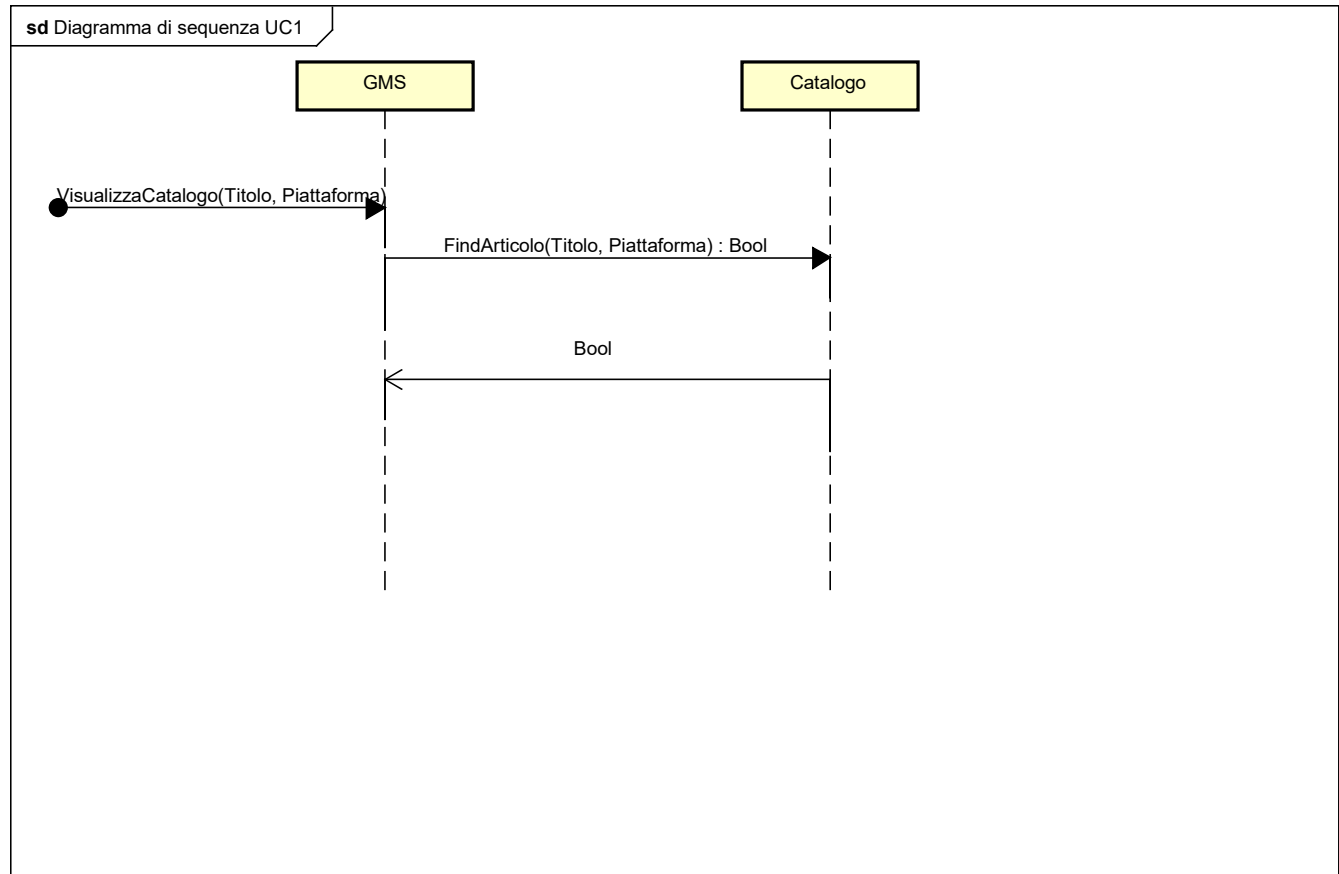 sd Diagramma di sequenza UC1
GMS
Catalogo
VisualizzaCatalogo(Titolo, Piattaforma)
FindArticolo(Titolo, Piattaforma) : Bool
Bool